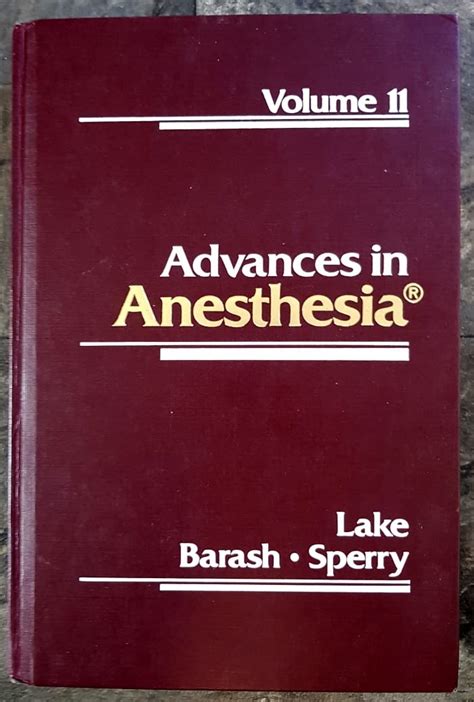 Volume 11
Advances in
Anesthesia®
Lake
Barash • Sperry